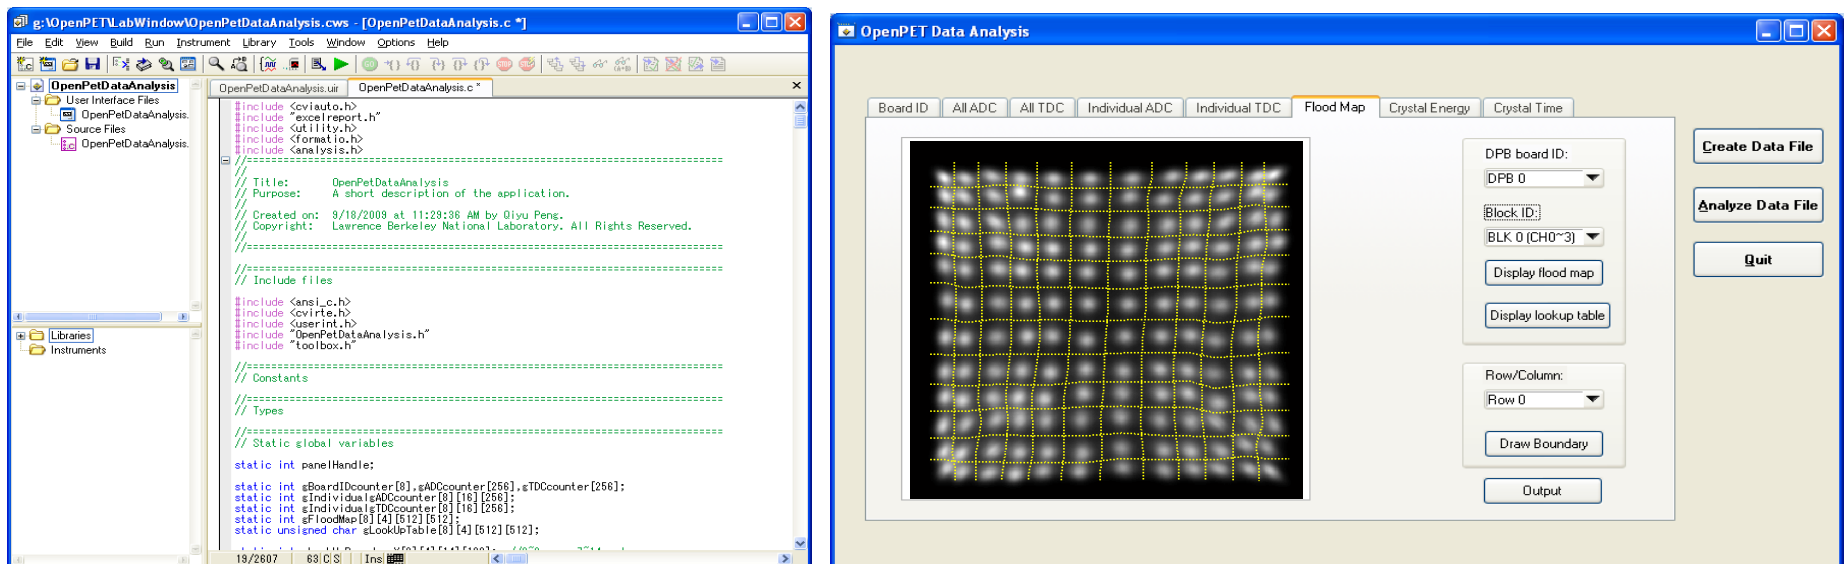 g:\OpenPET\LabWindow\OpenPetDataAnalysis.cws - [OpenPetDataAnalysis.c *]
File Edit View Build Run Instrument Library Tools Window Options Help
OpenPetDataAnalysis
User Interface Files
OpenPetDataAnalysis.
Source Files
OpenPetDataAnalysis.
Libraries
Instruments
OpenPetDataAnalysis.uir OpenPetDataAnalysis.c *
#include <cviauto.h>
#include "excelreport.h"
#include <utility.h>
#include <formatio.h>
#include <analysis.h>
//==========================================================================
//
// Title: OpenPetDataAnalysis
// Purpose: A short description of the application.
//
// Created on: 9/18/2009 at 11:29:36 AM by Qiyu Peng.
// Copyright: Lawrence Berkeley National Laboratory. All Rights Reserved.
//
//==========================================================================
//==========================================================================
// Include files
#include <ansi_c.h>
#include <cvirte.h>
#include <userint.h>
#include "OpenPetDataAnalysis.h"
#include "toolbox.h"
//==========================================================================
// Constants
//==========================================================================
// Types
//==========================================================================
// Static global variables
static int panelHandle;
static int gBoardIDcounter[8],gADCcounter[256],gTDCcounter[256];
static int gIndividualgADCcounter[8][16][256];
static int gIndividualgTDCcounter[8][16][256];
static int gFloodMap[8][4][512][512];
static unsigned char gLookUpTable[8][4][512][512];
19/2607 63 C S Ins
OpenPET Data Analysis
Board ID All ADC All TDC Individual ADC Individual TDC Flood Map Crystal Energy Crystal Time
DPB board ID:
DPB 0
Block ID:
BLK 0 (CH0~3)
Display flood map
Display lookup table
Row/Column:
Row 0
Draw Boundary
Output
Create Data File
Analyze Data File
Quit